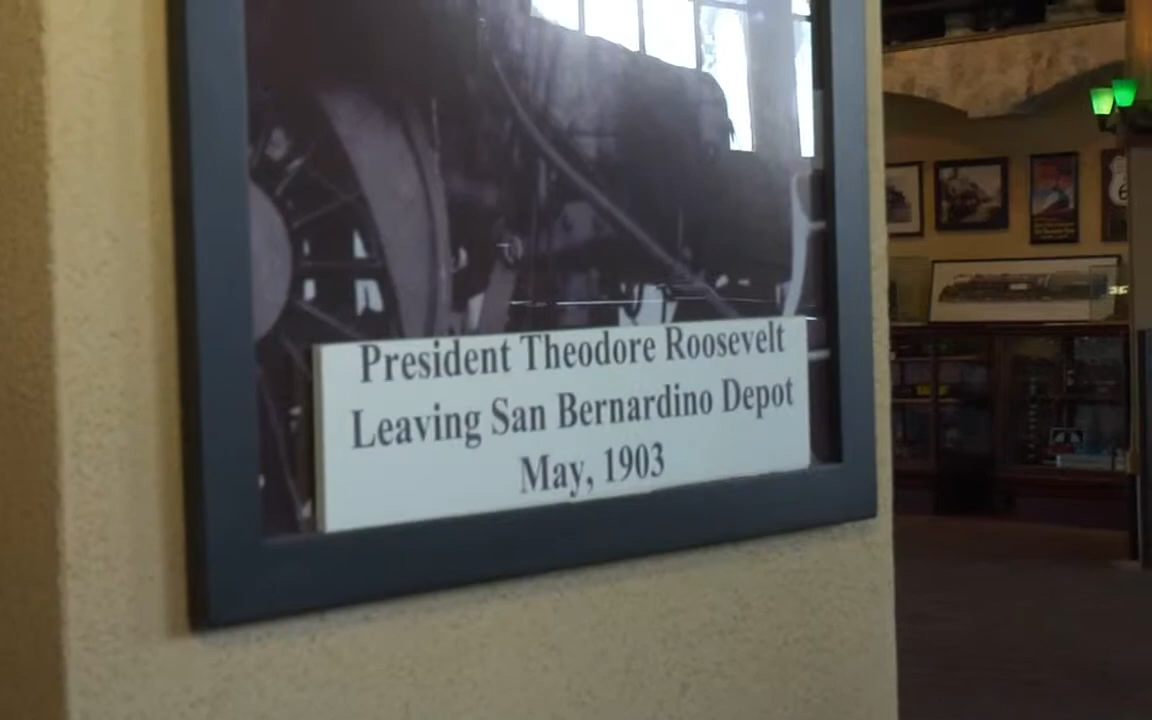 President Theodore Roosevelt
Leaving San Bernardino Depot
May, 1903